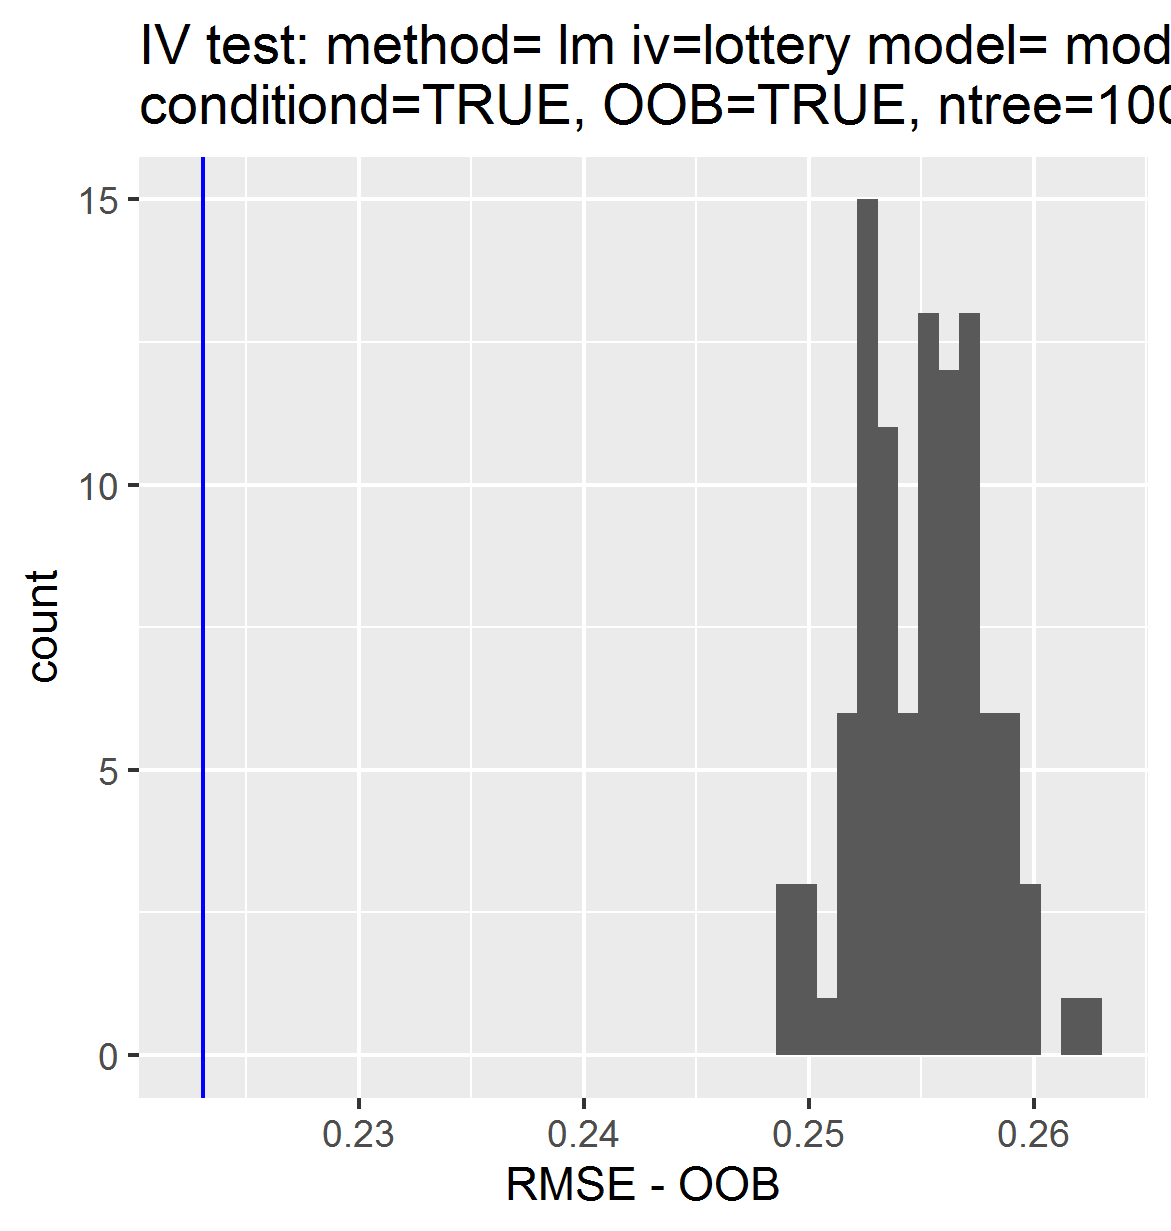 IV test: method= lm iv=lottery model= mod
conditiond=TRUE, OOB=TRUE, ntree=100
15
10
5
0
count
0.23
0.24
0.25
0.26
RMSE - OOB